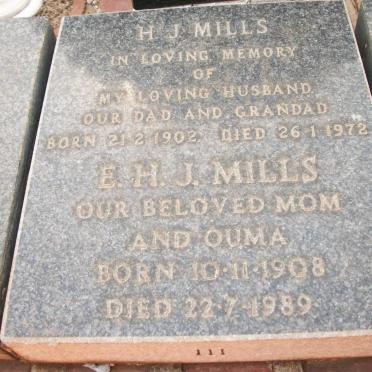 H J MILLS
IN LOVING MEMORY
OF
MY LOVING HUSBAND
OUR DAD AND GRANDAD
BORN 21·2·1902 DIED 26·1·1972
E. H. J. MILLS
OUR BELOVED MOM
AND OUMA
BORN 10·11·1908
DIED 22·7·1989
111